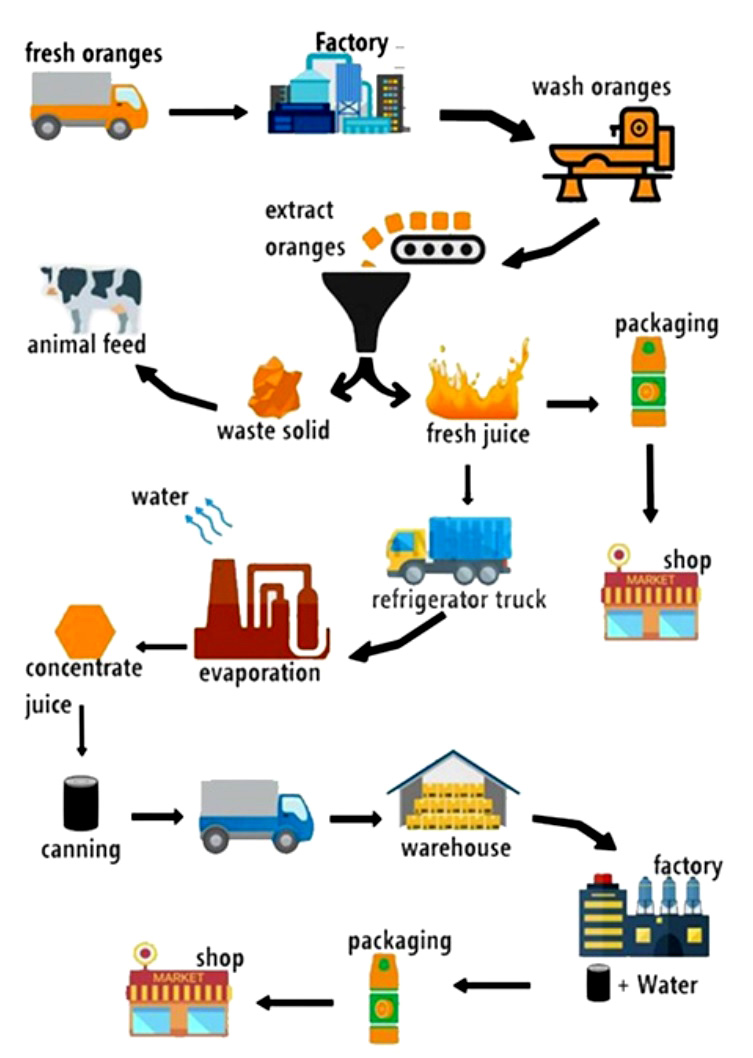 fresh oranges
Factory
wash oranges
extract
oranges
animal feed
waste solid
fresh juice
packaging
water
refrigerator truck
shop
MARKET
evaporation
concentrate
juice
canning
warehouse
factory
+ Water
packaging
shop
MARKET